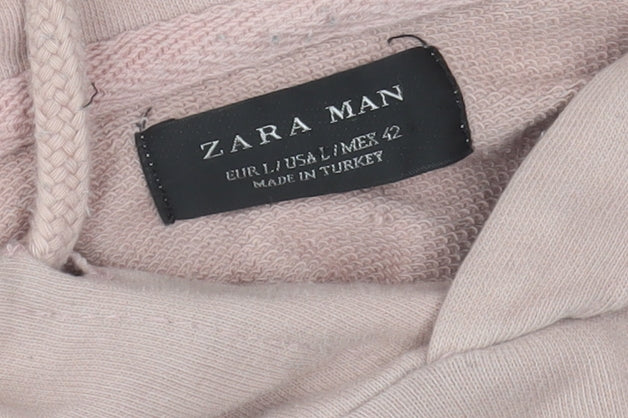 ZARA MAN
EUR L / USA L / MEX 42
MADE IN TURKEY